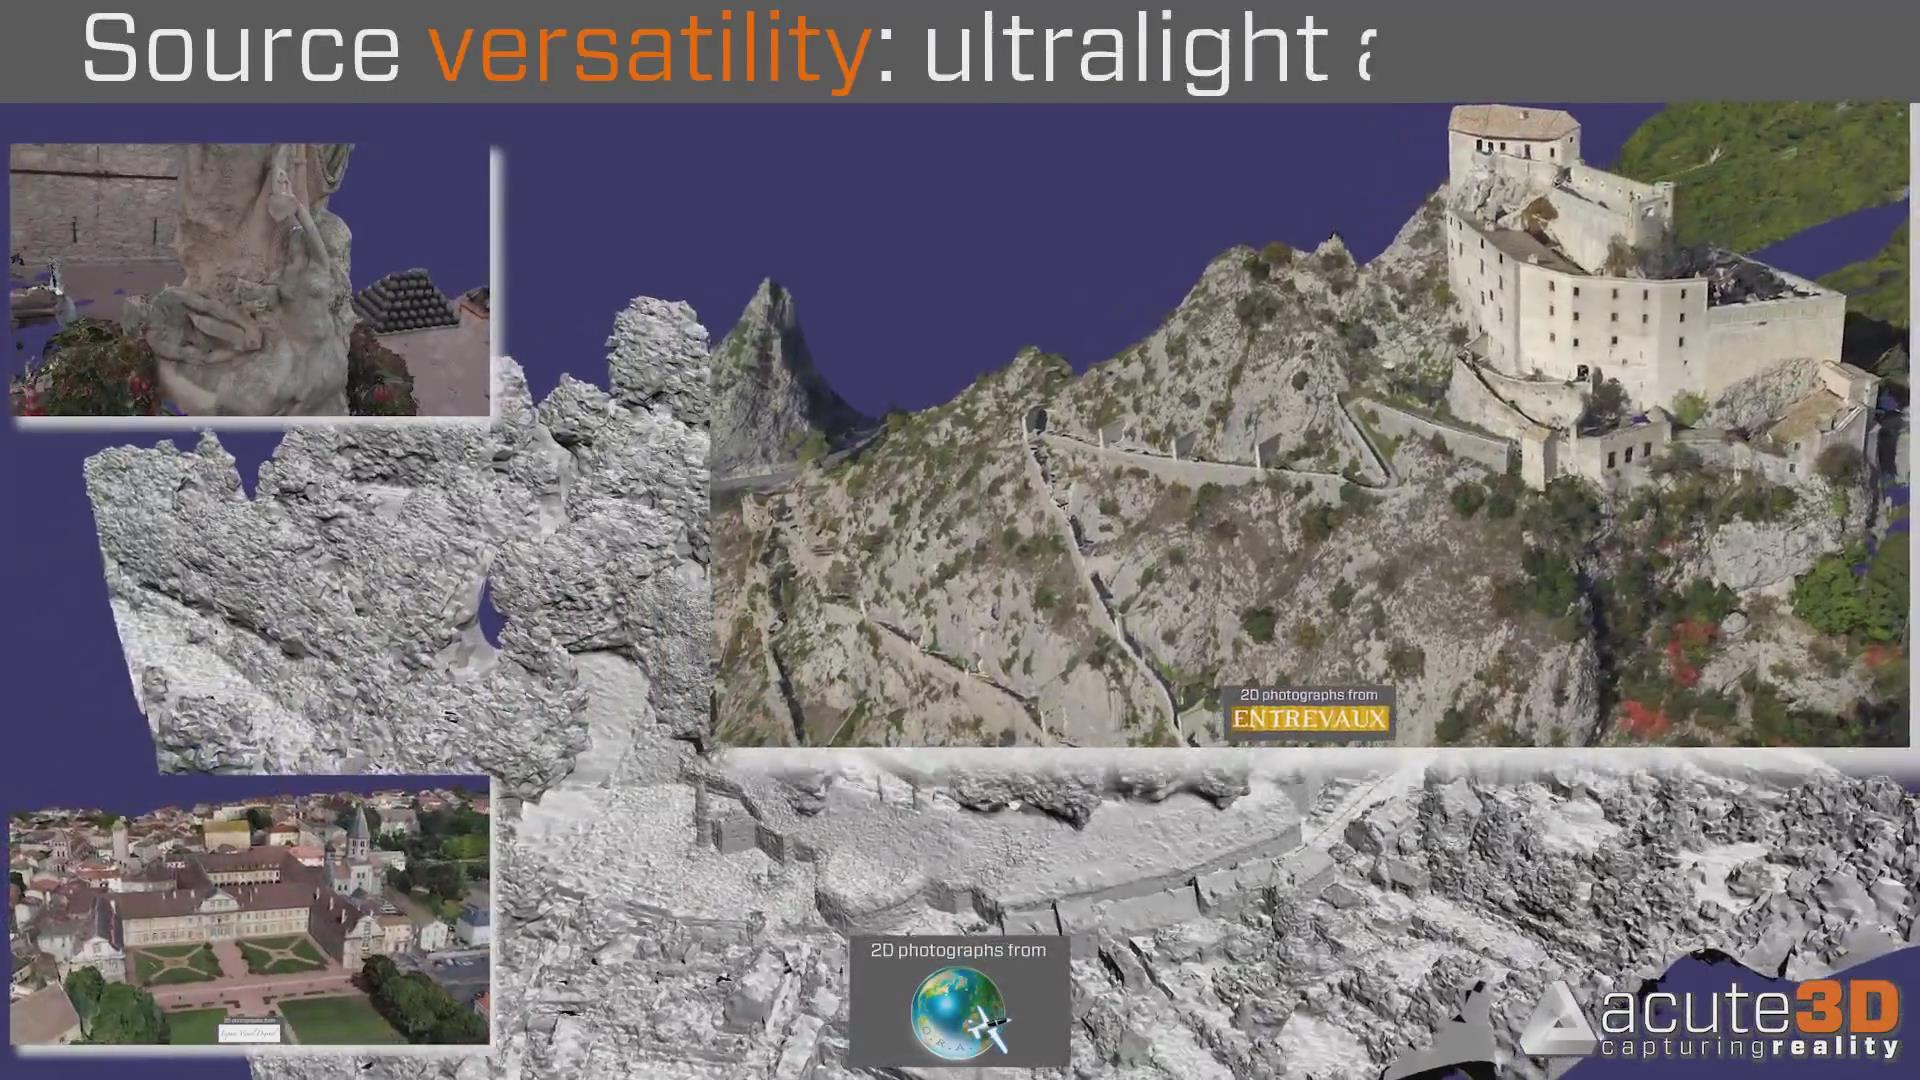 Source versatility: ultralight
2D photographs from
ENTREVAUX
2D photographs from
acute3D
capturingreality